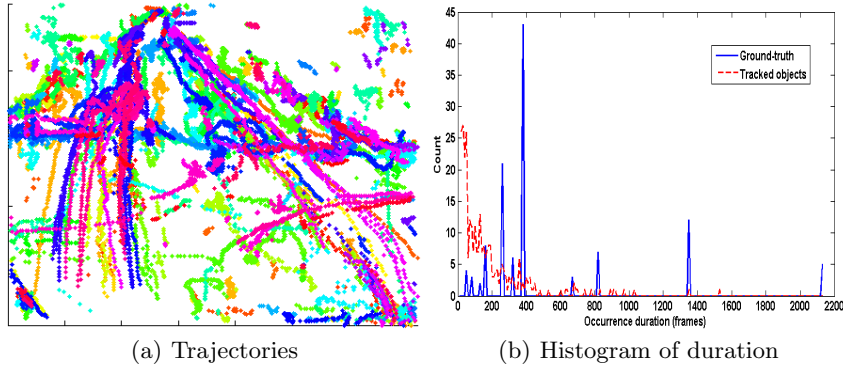 45
40
35
30
25
20
15
10
5
0
Count
Ground-truth
Tracked objects
0 200 400 600 800 1000 1200 1400 1600 1800 2000 2200
Occurrence duration (frames)
(a) Trajectories
(b) Histogram of duration